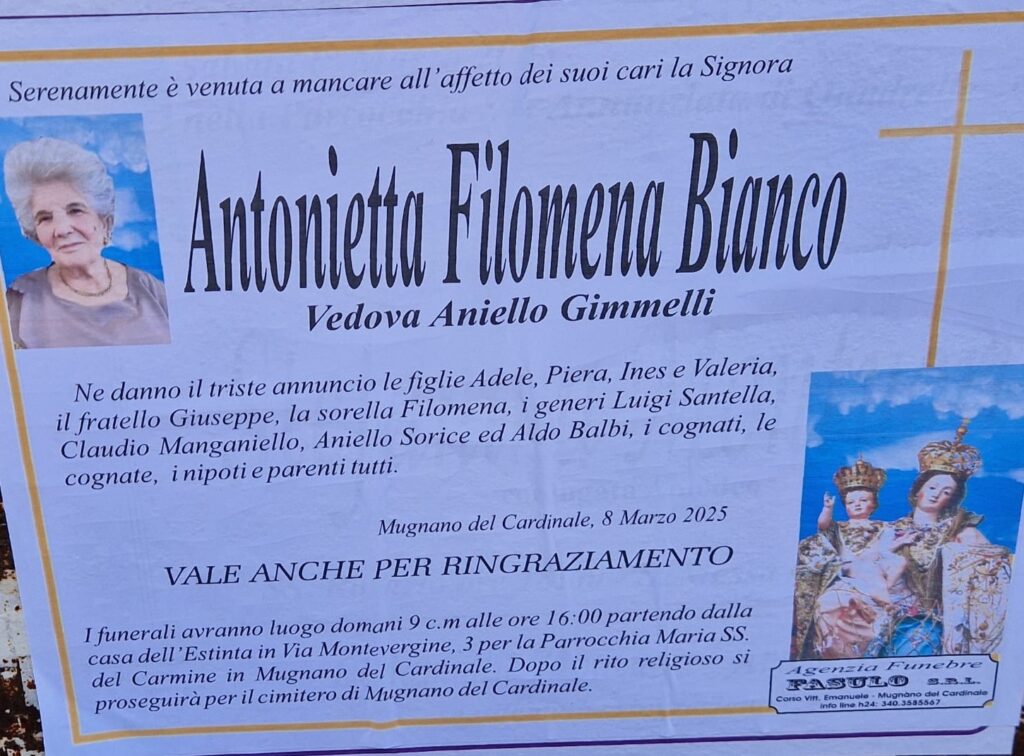 Serenamente è venuta a mancare all'affetto dei suoi cari la Signora
Antonietta Filomena Bianco
Vedova Aniello Gimmelli
Ne danno il triste annuncio le figlie Adele, Piera, Ines e Valeria,
il fratello Giuseppe, la sorella Filomena, i generi Luigi Santella,
Claudio Manganiello, Aniello Sorice ed Aldo Balbi, i cognati, le
cognate, i nipoti e parenti tutti.
Mugnano del Cardinale, 8 Marzo 2025
VALE ANCHE PER RINGRAZIAMENTO
I funerali avranno luogo domani 9 c.m alle ore 16:00 partendo dalla
casa dell'Estinta in Via Montevergine, 3 per la Parrocchia Maria SS.
del Carmine in Mugnano del Cardinale. Dopo il rito religioso si
proseguirà per il cimitero di Mugnano del Cardinale.
Agenzia Funebre
FASULO S.R.L.
Corso Vitt. Emanuele - Mugnano del Cardinale
info line h24: 340.3585567